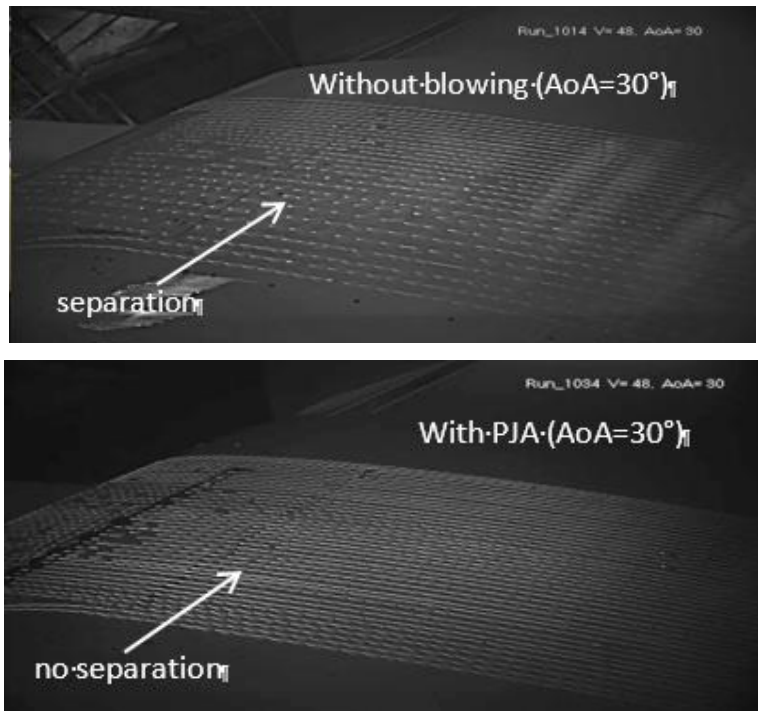 Run_1014 V= 48. AoA= 30
Without·blowing·(AoA=30°)¶
separation¶
Run_1034 V= 48. AoA= 30
With·PJA·(AoA=30°)¶
no·separation¶